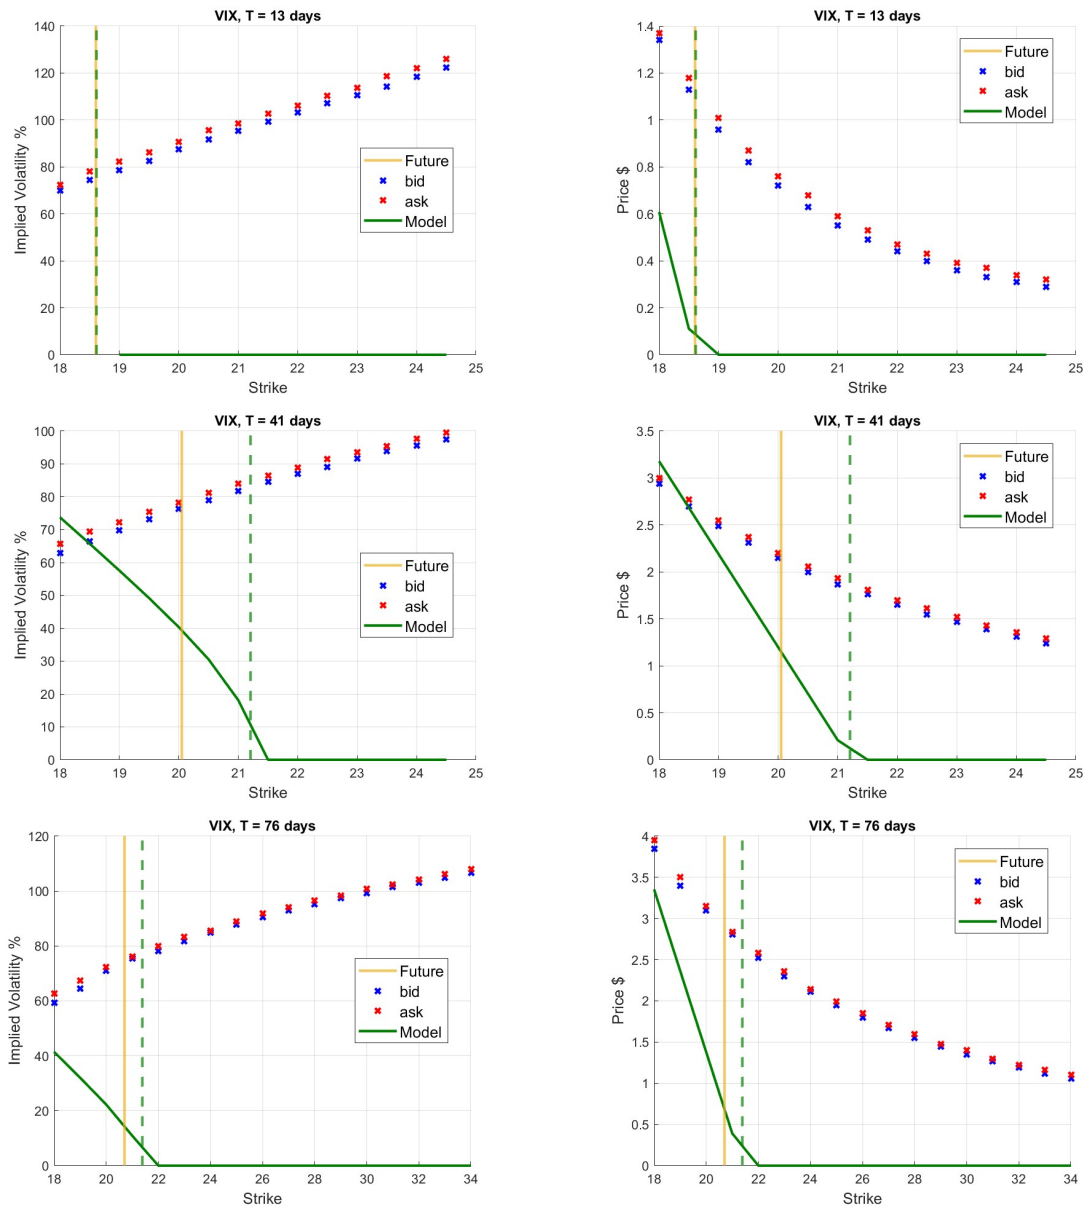 VIX, T = 13 days
Implied Volatility %
140
120
100
80
60
40
20
0
18 19 20 21 22 23 24 25
Strike
Future
bid
ask
Model
VIX, T = 13 days
Price $
1.4
1.2
1
0.8
0.6
0.4
0.2
0
18 19 20 21 22 23 24 25
Strike
Future
bid
ask
Model
VIX, T = 41 days
Implied Volatility %
100
90
80
70
60
50
40
30
20
10
0
18 19 20 21 22 23 24 25
Strike
Future
bid
ask
Model
VIX, T = 41 days
Price $
3.5
3
2.5
2
1.5
1
0.5
0
18 19 20 21 22 23 24 25
Strike
Future
bid
ask
Model
VIX, T = 76 days
Implied Volatility %
120
100
80
60
40
20
0
18 20 22 24 26 28 30 32 34
Strike
Future
bid
ask
Model
VIX, T = 76 days
Price $
4
3.5
3
2.5
2
1.5
1
0.5
0
18 20 22 24 26 28 30 32 34
Strike
Future
bid
ask
Model